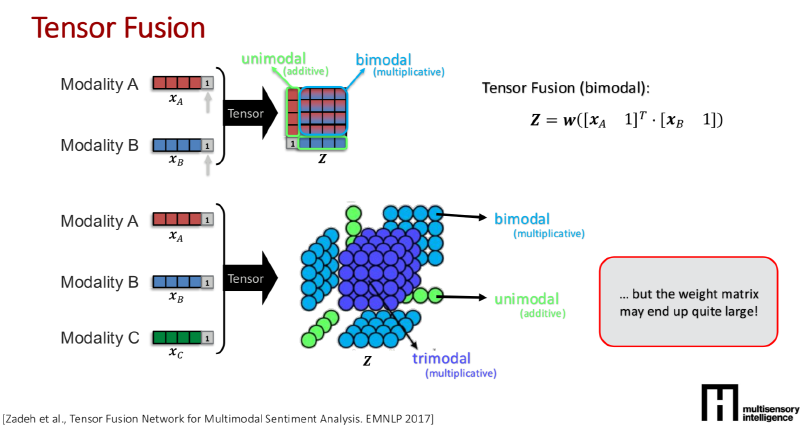 Tensor Fusion
unimodal
(additive)
bimodal
(multiplicative)
Modality A
1
x_A
Tensor
Modality B
1
x_B
1
Z
Tensor Fusion (bimodal):
Z = w([x_A 1]^T · [x_B 1])
Modality A
1
x_A
Modality B
1
x_B
Tensor
Modality C
1
x_C
bimodal
(multiplicative)
unimodal
(additive)
trimodal
(multiplicative)
Z
... but the weight matrix
may end up quite large!
[Zadeh et al., Tensor Fusion Network for Multimodal Sentiment Analysis. EMNLP 2017]
multisensory
intelligence